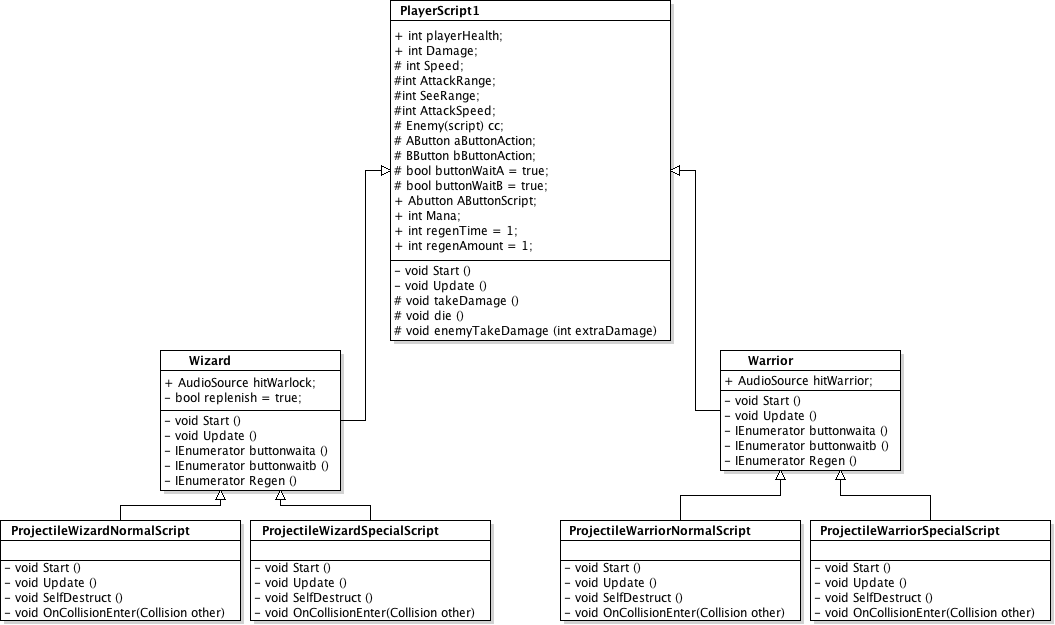 PlayerScript1
+ int playerHealth;
+ int Damage;
# int Speed;
#int AttackRange;
#int SeeRange;
#int AttackSpeed;
# Enemy(script) cc;
# AButton aButtonAction;
# BButton bButtonAction;
# bool buttonWaitA = true;
# bool buttonWaitB = true;
+ Abutton AButtonScript;
+ int Mana;
+ int regenTime = 1;
+ int regenAmount = 1;
- void Start ()
- void Update ()
# void takeDamage ()
# void die ()
# void enemyTakeDamage (int extraDamage)
Wizard
+ AudioSource hitWarlock;
- bool replenish = true;
- void Start ()
- void Update ()
- IEnumerator buttonwaita ()
- IEnumerator buttonwaitb ()
- IEnumerator Regen ()
Warrior
+ AudioSource hitWarrior;
- void Start ()
- void Update ()
- IEnumerator buttonwaita ()
- IEnumerator buttonwaitb ()
- IEnumerator Regen ()
ProjectileWizardNormalScript
- void Start ()
- void Update ()
- void SelfDestruct ()
- void OnCollisionEnter(Collision other)
ProjectileWizardSpecialScript
- void Start ()
- void Update ()
- void SelfDestruct ()
- void OnCollisionEnter(Collision other)
ProjectileWarriorNormalScript
- void Start ()
- void Update ()
- void SelfDestruct ()
- void OnCollisionEnter(Collision other)
ProjectileWarriorSpecialScript
- void Start ()
- void Update ()
- void SelfDestruct ()
- void OnCollisionEnter(Collision other)